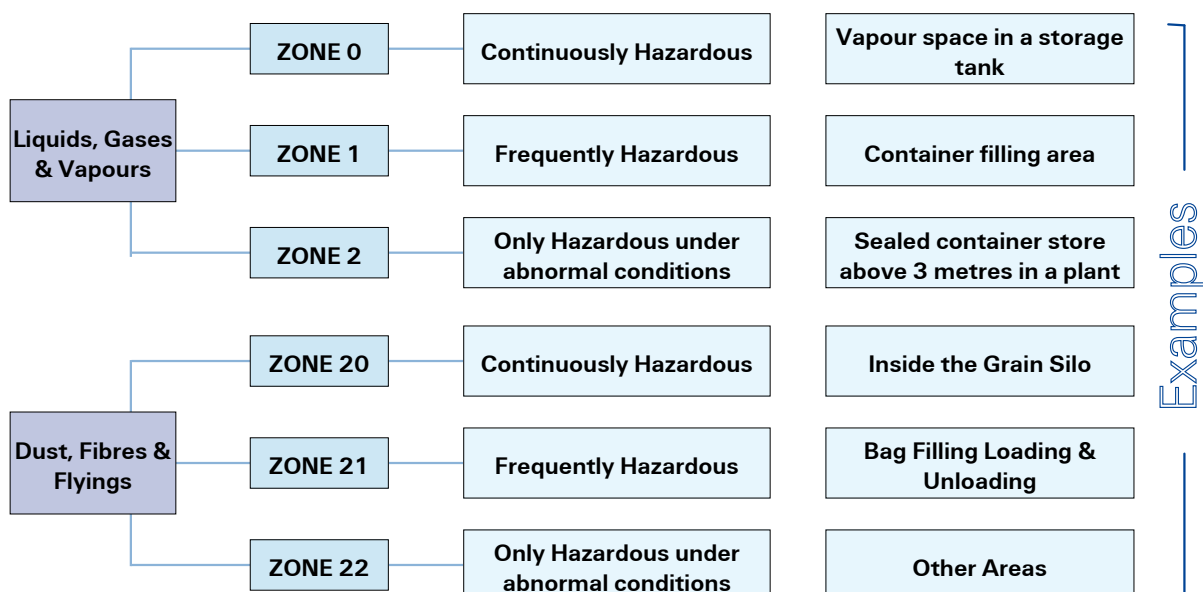 ZONE 0
Continuously Hazardous
Vapour space in a storage
tank
Liquids, Gases
& Vapours
ZONE 1
Frequently Hazardous
Container filling area
ZONE 2
Only Hazardous under
abnormal conditions
Sealed container store
above 3 metres in a plant
Examples
ZONE 20
Continuously Hazardous
Inside the Grain Silo
Dust, Fibres &
Flyings
ZONE 21
Frequently Hazardous
Bag Filling Loading &
Unloading
ZONE 22
Only Hazardous under
abnormal conditions
Other Areas